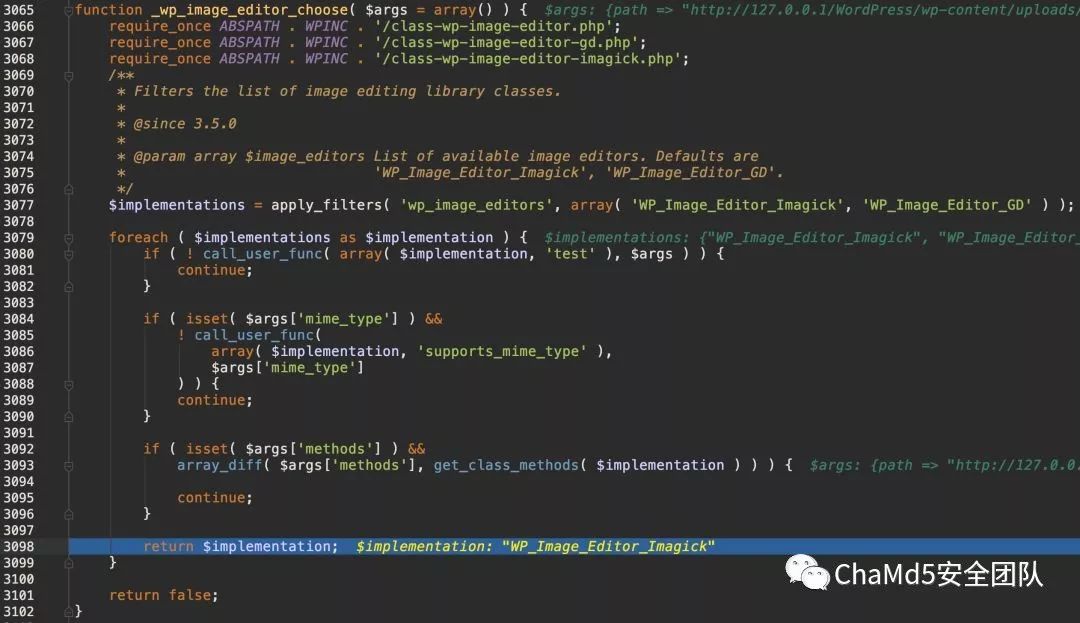 3065 function _wp_image_editor_choose( $args = array() ) { $args: {path => "http://127.0.0.1/WordPress/wp-content/uploads/
3066 require_once ABSPATH . WPINC . '/class-wp-image-editor.php';
3067 require_once ABSPATH . WPINC . '/class-wp-image-editor-gd.php';
3068 require_once ABSPATH . WPINC . '/class-wp-image-editor-imagick.php';
3069 /**
3070 * Filters the list of image editing library classes.
3071 *
3072 * @since 3.5.0
3073 *
3074 * @param array $image_editors List of available image editors. Defaults are
3075 * 'WP_Image_Editor_Imagick', 'WP_Image_Editor_GD'.
3076 */
3077 $implementations = apply_filters( 'wp_image_editors', array( 'WP_Image_Editor_Imagick', 'WP_Image_Editor_GD' ) );
3078
3079 foreach ( $implementations as $implementation ) { $implementations: {"WP_Image_Editor_Imagick", "WP_Image_Editor_
3080 if ( ! call_user_func( array( $implementation, 'test' ), $args ) ) {
3081 continue;
3082 }
3083
3084 if ( isset( $args['mime_type'] ) &&
3085 ! call_user_func(
3086 array( $implementation, 'supports_mime_type' ),
3087 $args['mime_type']
3088 ) ) {
3089 continue;
3090 }
3091
3092 if ( isset( $args['methods'] ) &&
3093 array_diff( $args['methods'], get_class_methods( $implementation ) ) ) { $args: {path => "http://127.0.0.
3094
3095 continue;
3096 }
3097
3098 return $implementation; $implementation: "WP_Image_Editor_Imagick"
3099 }
3100
3101 return false;
3102 }
ChaMd5安全团队